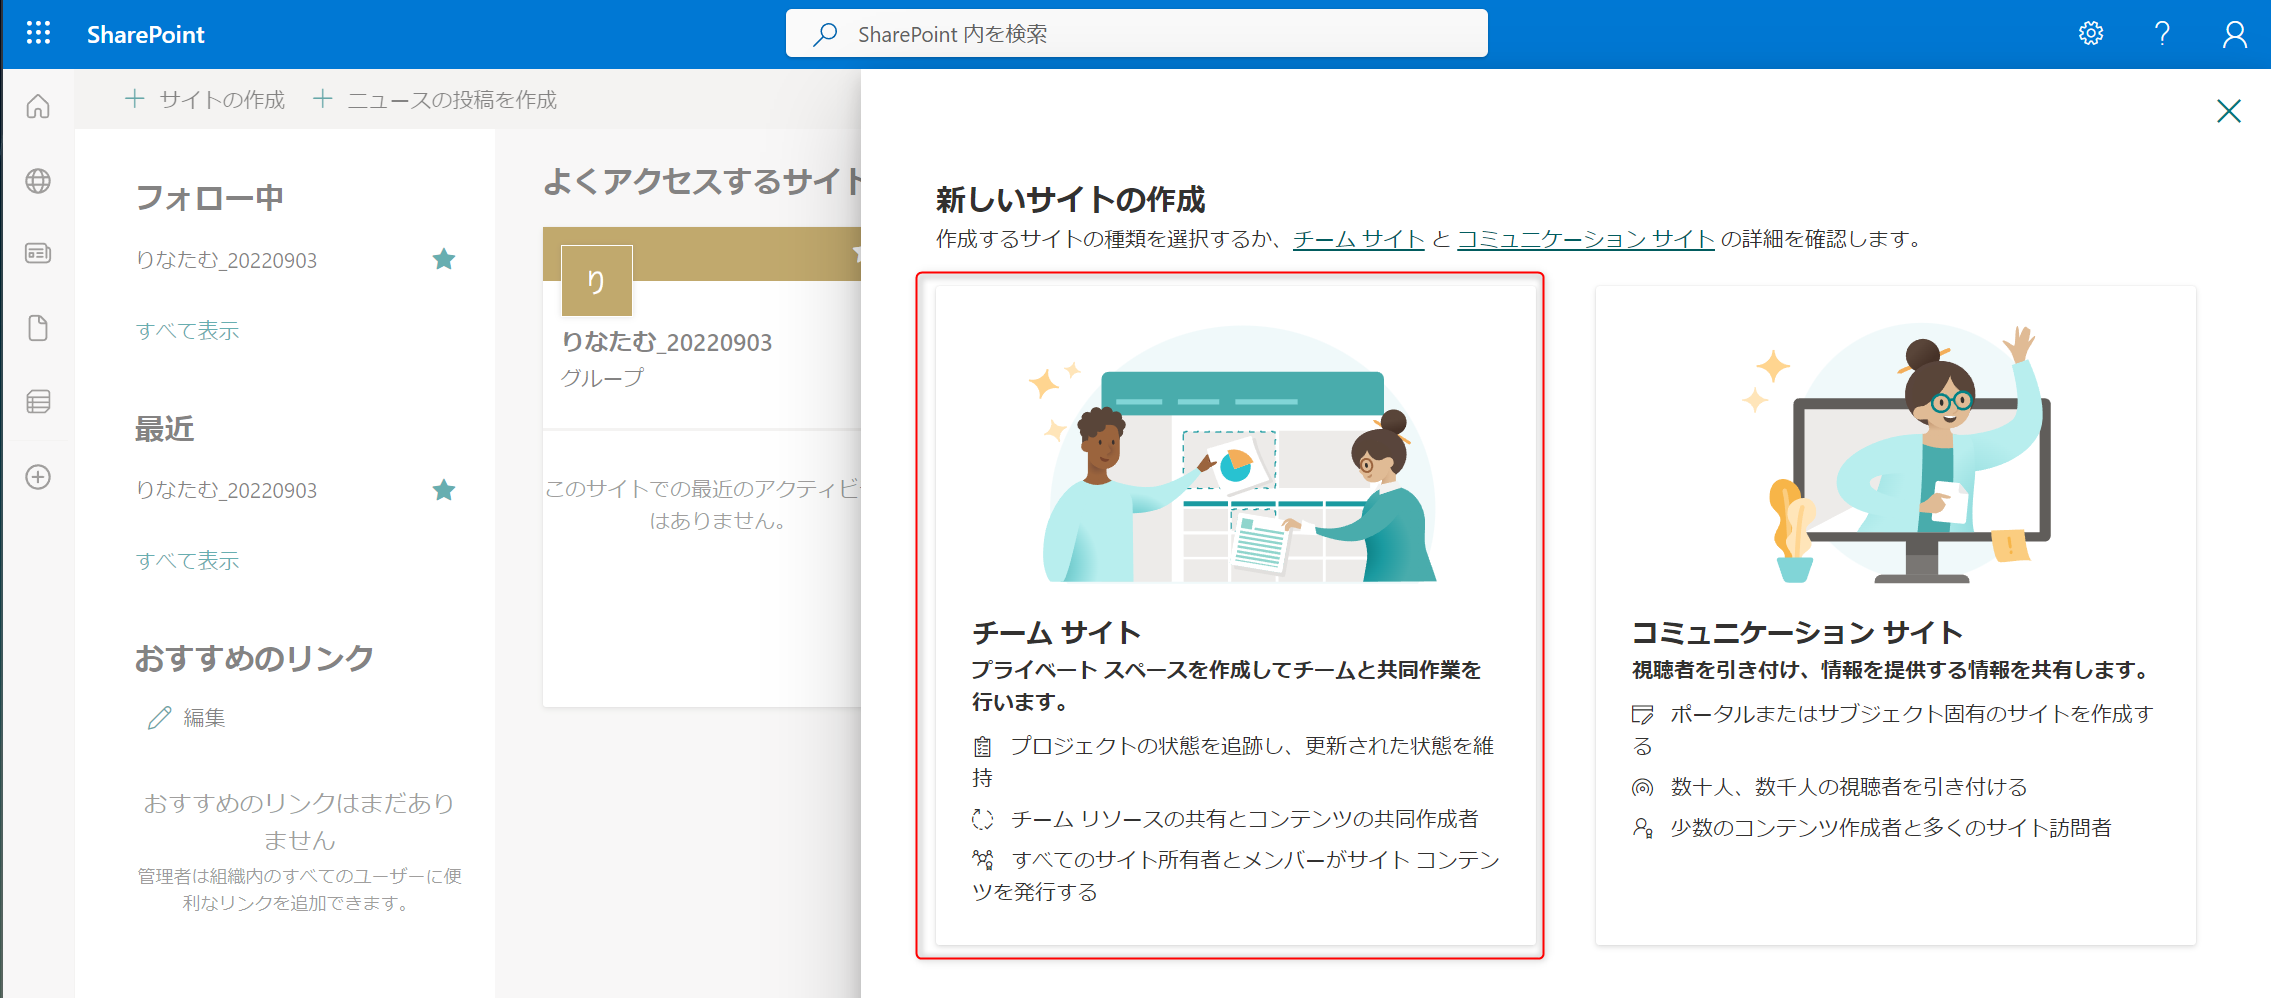 SharePoint
SharePoint 内を検索
サイトの作成
ニュースの投稿を作成
フォロー中
りなたむ_20220903
すべて表示
最近
りなたむ_20220903
すべて表示
おすすめのリンク
編集
おすすめのリンクはまだあり
ません
管理者は組織内のすべてのユーザーに便
利なリンクを追加できます。
よくアクセスするサイト
り
りなたむ_20220903
グループ
このサイトでの最近のアクティビ
はありません。
新しいサイトの作成
作成するサイトの種類を選択するか、チーム サイト と コミュニケーション サイト の詳細を確認します。
チーム サイト
プライベート スペースを作成してチームと共同作業を
行います。
プロジェクトの状態を追跡し、更新された状態を維
持
チーム リソースの共有とコンテンツの共同作成者
すべてのサイト所有者とメンバーがサイト コンテン
ツを発行する
コミュニケーション サイト
視聴者を引き付け、情報を提供する情報を共有します。
ポータルまたはサブジェクト固有のサイトを作成す
る
数十人、数千人の視聴者を引き付ける
少数のコンテンツ作成者と多くのサイト訪問者